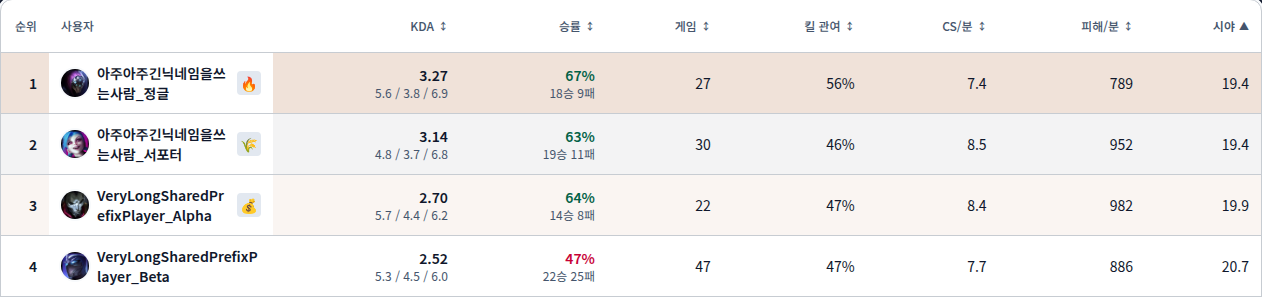 순위 사용자 KDA ↕ 승률 ↕ 게임 ↕ 킬 관여 ↕ CS/분 ↕ 피해/분 ↕ 시야 ▲
1 아주아주긴닉네임을쓰
는사람_정글 🔥 3.27
5.6 / 3.8 / 6.9 67%
18승 9패 27 56% 7.4 789 19.4
2 아주아주긴닉네임을쓰
는사람_서포터 🌾 3.14
4.8 / 3.7 / 6.8 63%
19승 11패 30 46% 8.5 952 19.4
3 VeryLongSharedPr
efixPlayer_Alpha 💰 2.70
5.7 / 4.4 / 6.2 64%
14승 8패 22 47% 8.4 982 19.9
4 VeryLongSharedPrefixP
layer_Beta 2.52
5.3 / 4.5 / 6.0 47%
22승 25패 47 47% 7.7 886 20.7